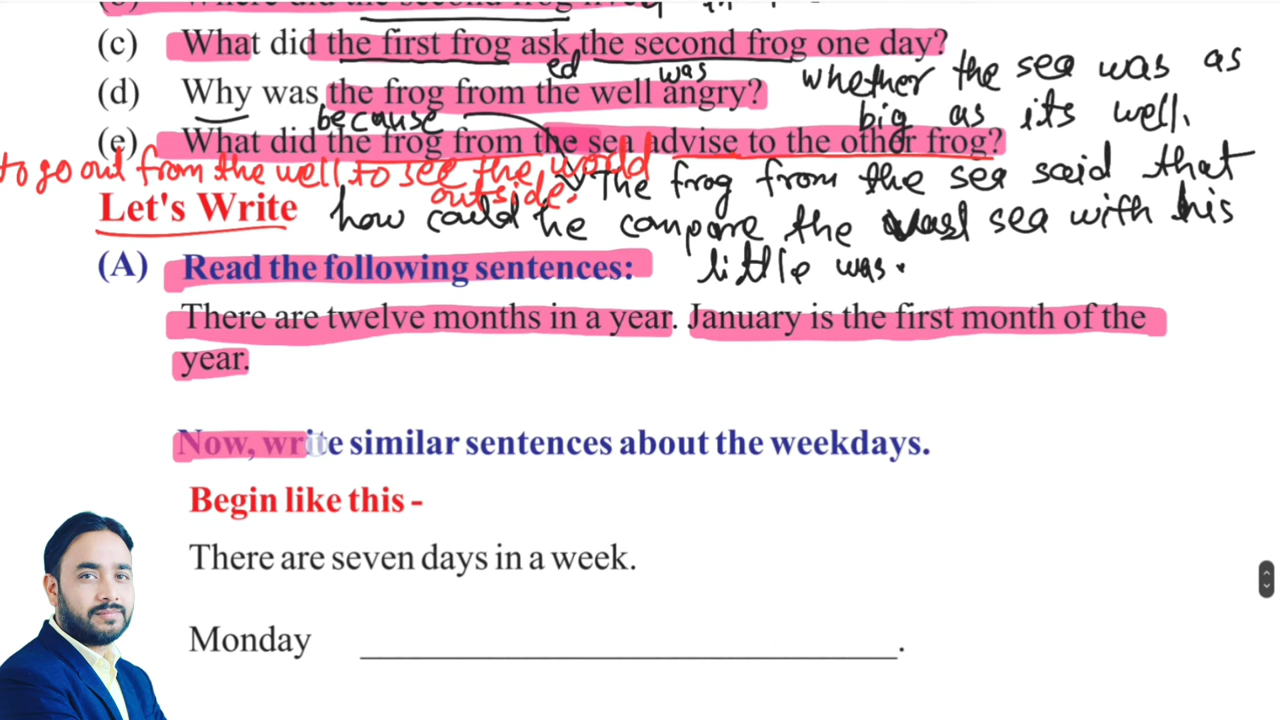 (c) What did the first frog ask the second frog one day?
ed was whether the sea was as
(d) Why was the frog from the well angry?
because big as its well.
(e) What did the frog from the sea advise to the other frog?
to go out from the well to see the world
outside. The frog from the sea said that
Let's Write how could he compare the vast sea with his
(A) Read the following sentences: little was.
There are twelve months in a year. January is the first month of the
year.
Now, write similar sentences about the weekdays.
Begin like this -
There are seven days in a week.
Monday ____________________.